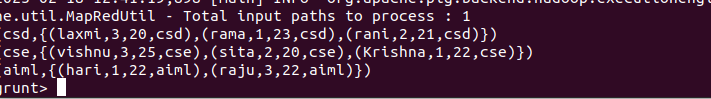 ne.util.MapRedUtil - Total input paths to process : 1
(csd,{(laxmi,3,20,csd),(rama,1,23,csd),(rani,2,21,csd)})
(cse,{(vishnu,3,25,cse),(sita,2,20,cse),(Krishna,1,22,cse)})
(aiml,{(hari,1,22,aiml),(raju,3,22,aiml)})
grunt>